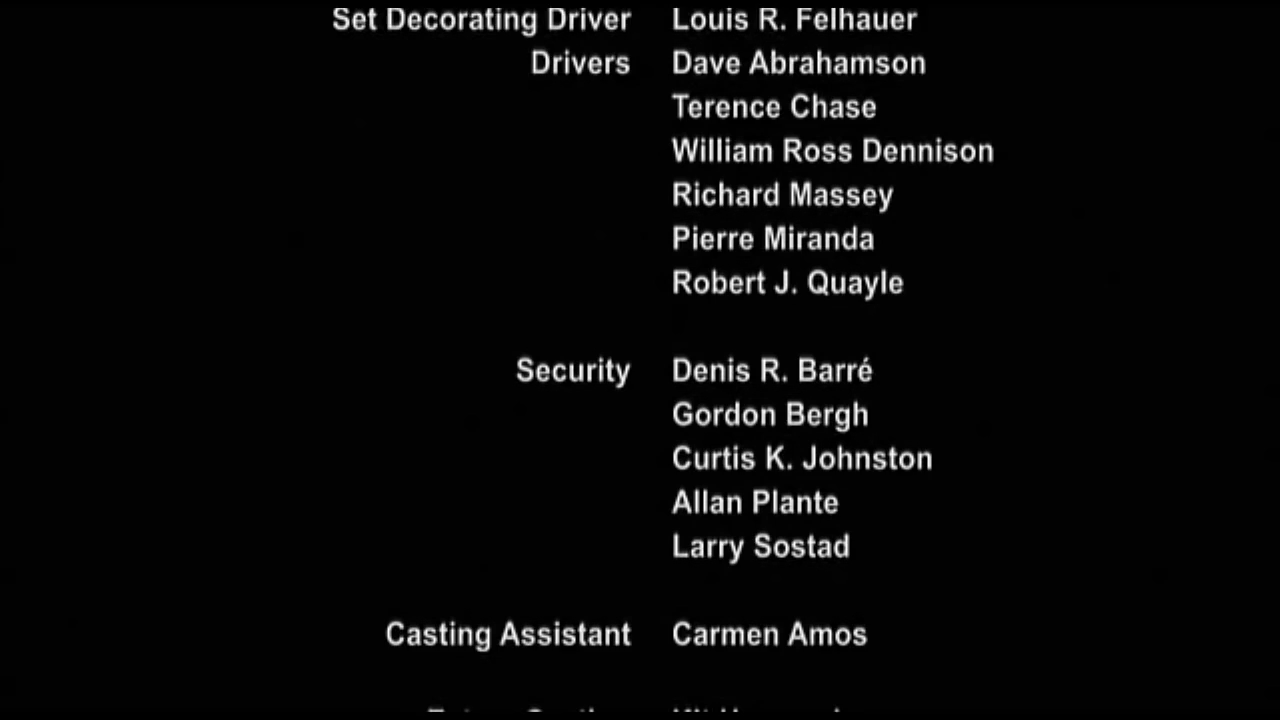 Set Decorating Driver Louis R. Felhauer
Drivers Dave Abrahamson
Terence Chase
William Ross Dennison
Richard Massey
Pierre Miranda
Robert J. Quayle
Security Denis R. Barré
Gordon Bergh
Curtis K. Johnston
Allan Plante
Larry Sostad
Casting Assistant Carmen Amos